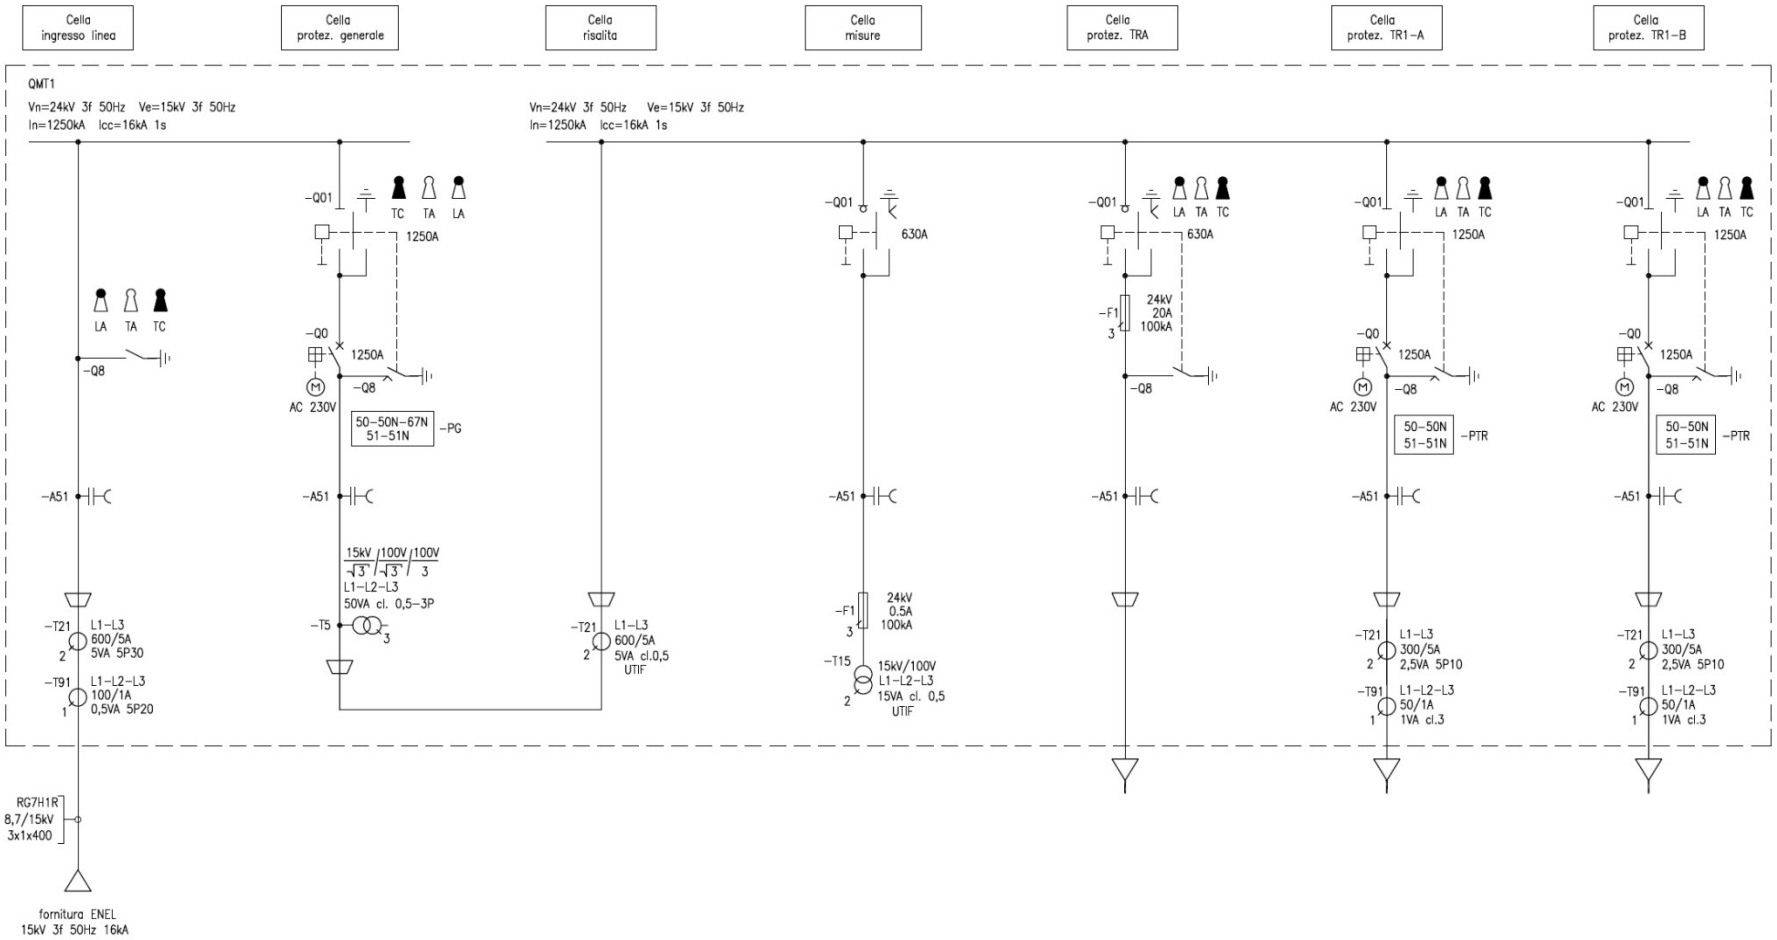 Cella
ingresso linea
Cella
protez. generale
Cella
risalita
Cella
misure
Cella
protez. TRA
Cella
protez. TR1-A
Cella
protez. TR1-B
QMT1
Vn=24kV 3f 50Hz Ve=15kV 3f 50Hz
In=1250kA Icc=16kA 1s
Vn=24kV 3f 50Hz Ve=15kV 3f 50Hz
In=1250kA Icc=16kA 1s
LA TA TC
-Q8
-A51
-T21
2
L1-L3
600/5A
5VA 5P30
-T91
1
L1-L2-L3
100/1A
0,5VA 5P20
RG7H1R
8,7/15kV
3x1x400
fornitura ENEL
15kV 3f 50Hz 16kA
-Q01
TC TA LA
1250A
-Q0
1250A
M
AC 230V
-Q8
50-50N-67N
51-51N
-PG
-A51
15kV/√3 / 100V/√3 / 100V/3
L1-L2-L3
50VA cl. 0,5-3P
-T5
3
-T21
2
L1-L3
600/5A
5VA cl.0,5
UTIF
-Q01
630A
-A51
-F1
3
24kV
0.5A
100kA
-T15
2
15kV/100V
L1-L2-L3
15VA cl. 0,5
UTIF
-Q01
LA TA TC
630A
-F1
3
24kV
20A
100kA
-Q8
-A51
-Q01
LA TA TC
1250A
-Q0
1250A
M
AC 230V
-Q8
50-50N
51-51N
-PTR
-A51
-T21
2
L1-L3
300/5A
2,5VA 5P10
-T91
1
L1-L2-L3
50/1A
1VA cl.3
-Q01
LA TA TC
1250A
-Q0
1250A
M
AC 230V
-Q8
50-50N
51-51N
-PTR
-A51
-T21
2
L1-L3
300/5A
2,5VA 5P10
-T91
1
L1-L2-L3
50/1A
1VA cl.3